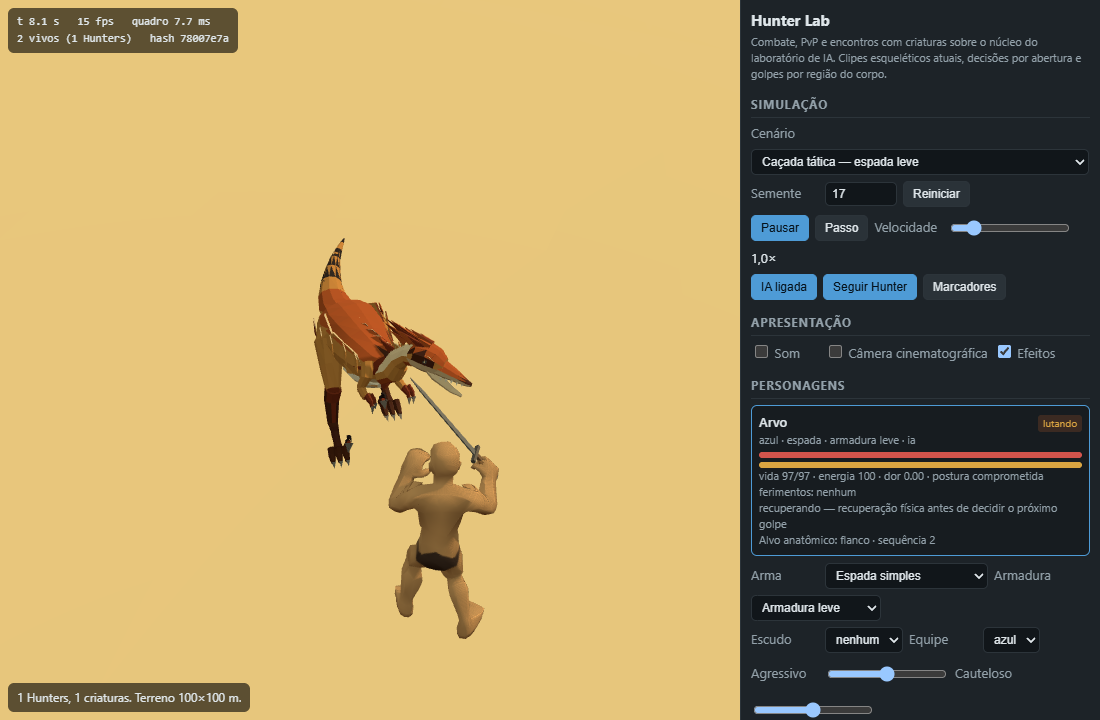 t 8.1 s 15 fps quadro 7.7 ms
2 vivos (1 Hunters) hash 78007e7a
1 Hunters, 1 criaturas. Terreno 100×100 m.
Hunter Lab
Combate, PvP e encontros com criaturas sobre o núcleo do
laboratório de IA. Clipes esqueléticos atuais, decisões por abertura e
golpes por região do corpo.
SIMULAÇÃO
Cenário
Caçada tática — espada leve
Semente 17 Reiniciar
Pausar Passo Velocidade
1,0×
IA ligada Seguir Hunter Marcadores
APRESENTAÇÃO
Som Câmera cinematográfica Efeitos
PERSONAGENS
Arvo lutando
azul · espada · armadura leve · ia
vida 97/97 · energia 100 · dor 0.00 · postura comprometida
ferimentos: nenhum
recuperando — recuperação física antes de decidir o próximo
golpe
Alvo anatômico: flanco · sequência 2
Arma Espada simples Armadura
Armadura leve
Escudo nenhum Equipe azul
Agressivo Cauteloso